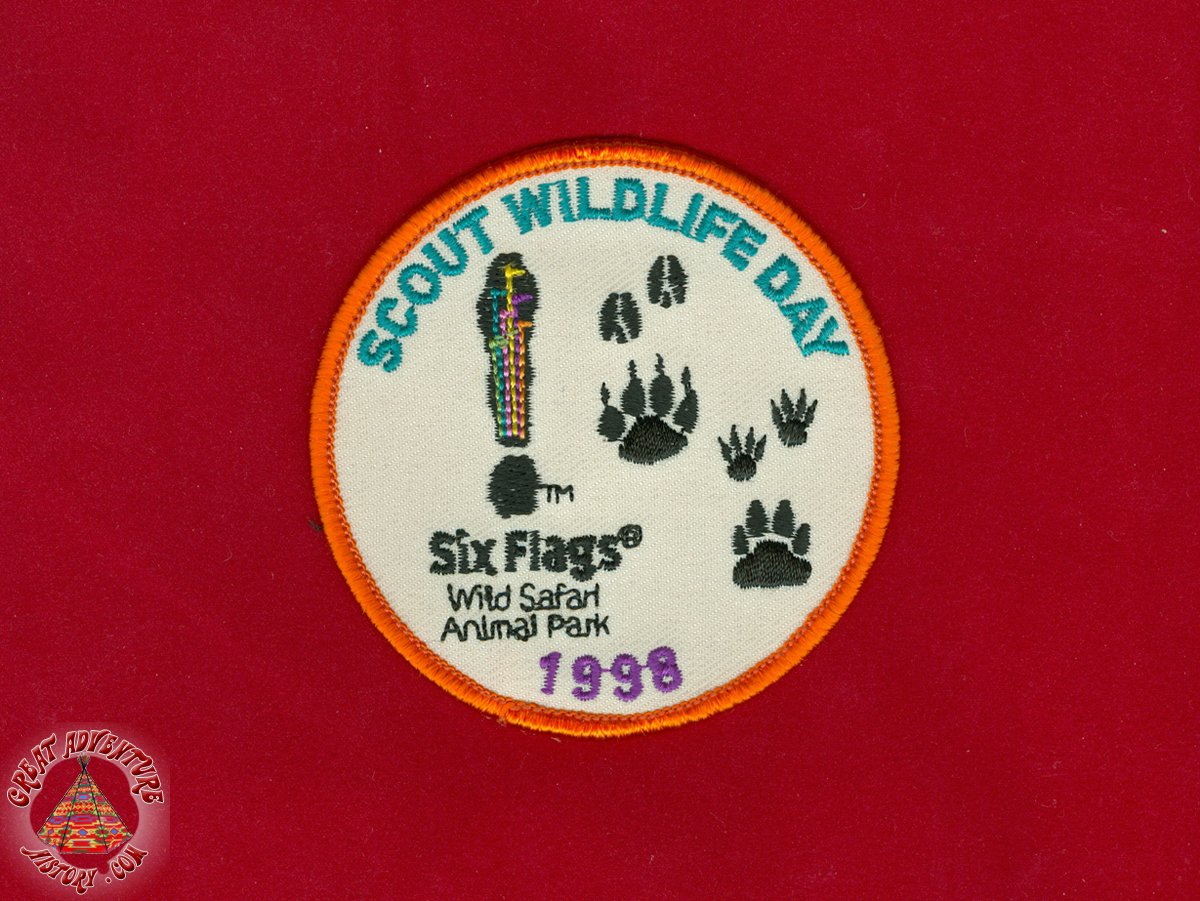 SCOUT WILDLIFE DAY
TM
Six Flags®
Wild Safari
Animal Park
1998
GREAT ADVENTURE
HISTORY.COM